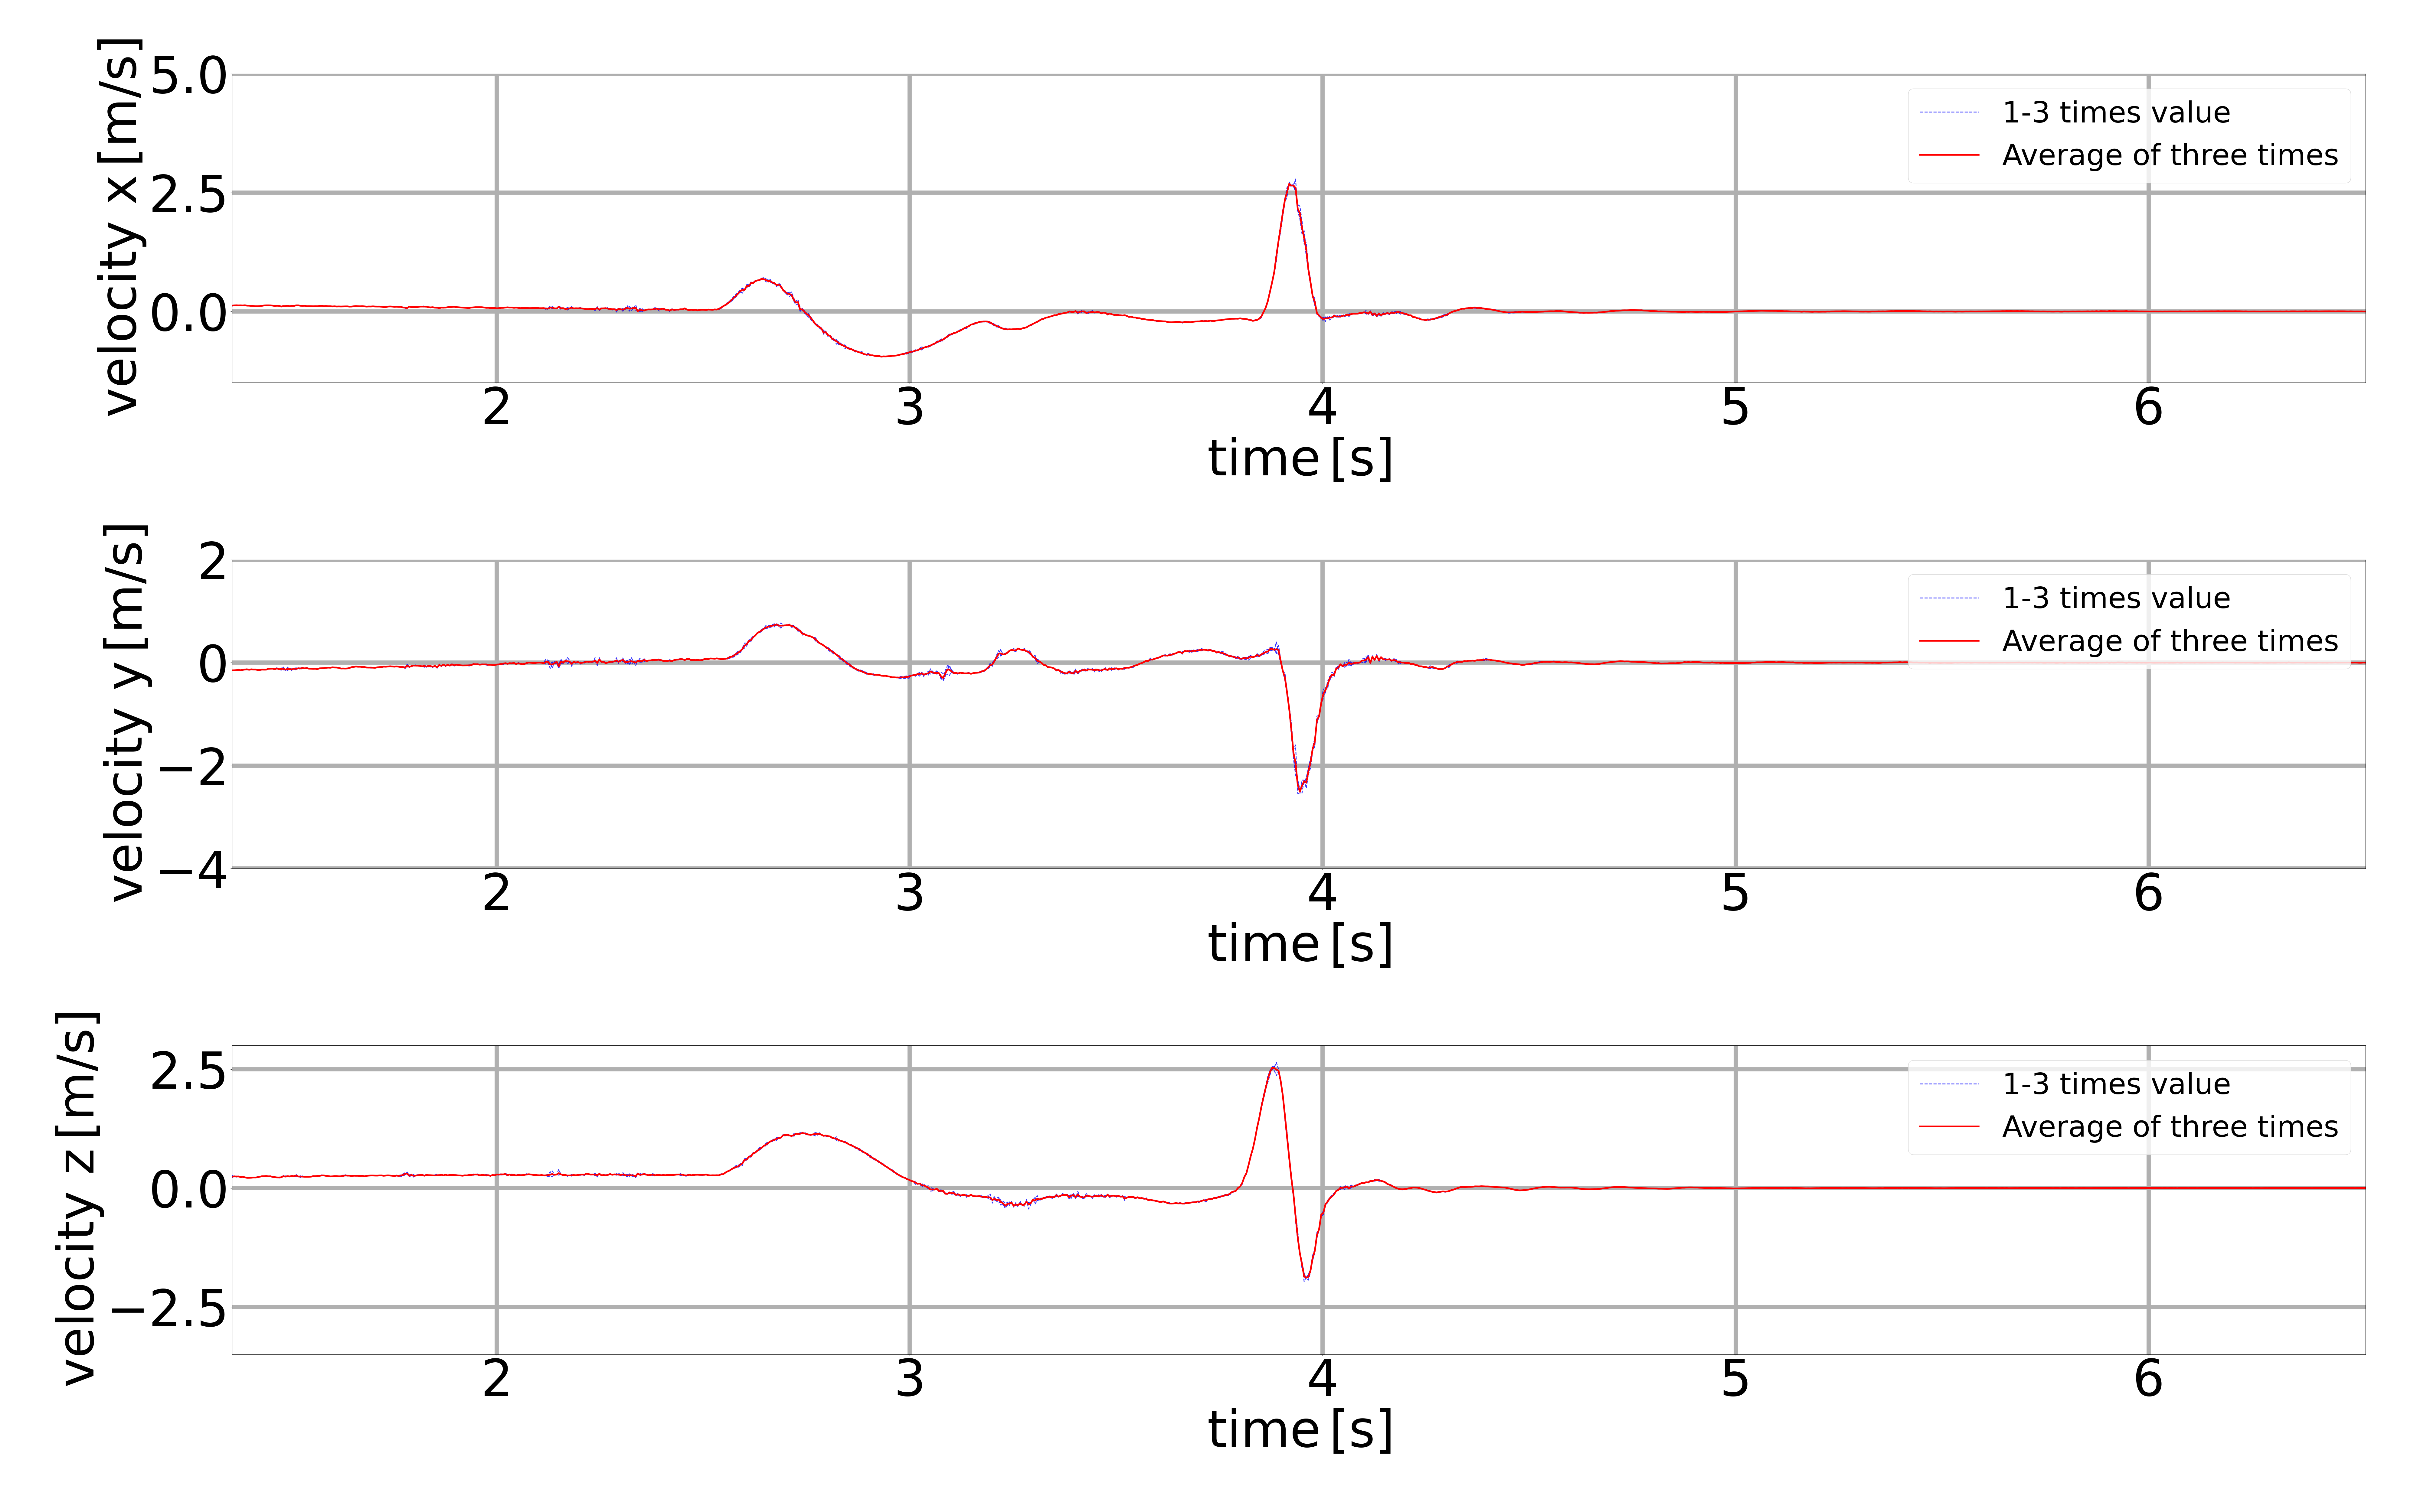 velocity x [m/s]
5.0
2.5
0.0
1-3 times value
Average of three times
2 3 4 5 6
time [s]
velocity y [m/s]
2
0
−2
−4
1-3 times value
Average of three times
2 3 4 5 6
time [s]
velocity z [m/s]
2.5
0.0
−2.5
1-3 times value
Average of three times
2 3 4 5 6
time [s]